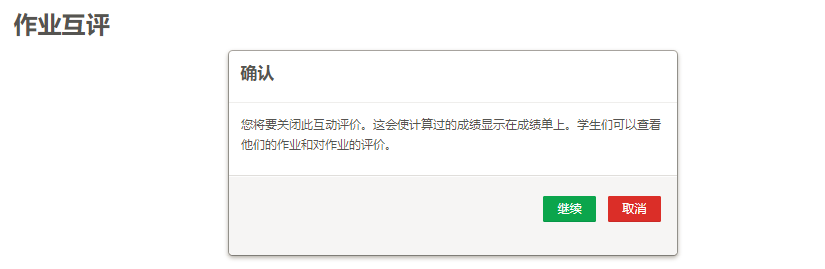 作业互评
确认
您将要关闭此互动评价。这会使计算过的成绩显示在成绩单上。学生们可以查看
他们的作业和对作业的评价。
继续 取消